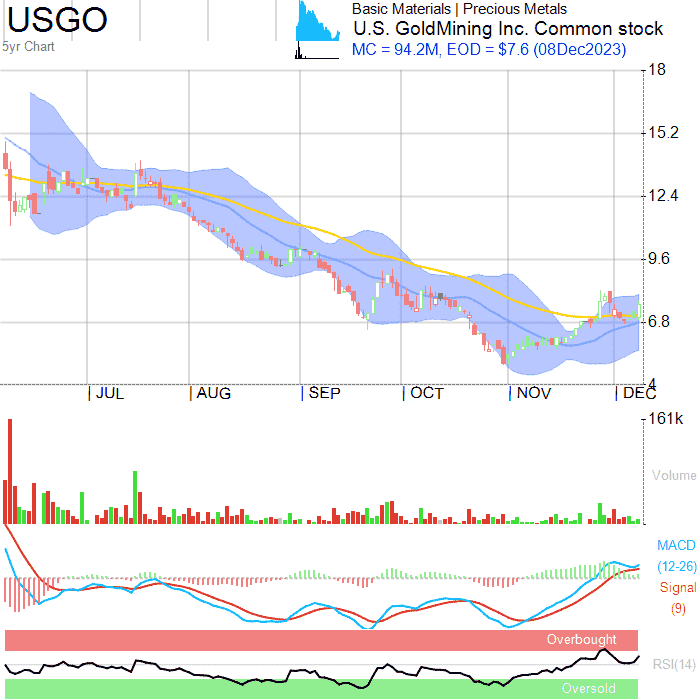 USGO
5yr Chart
Basic Materials | Precious Metals
U.S. GoldMining Inc. Common stock
MC = 94.2M, EOD = $7.6 (08Dec2023)
18
15.2
12.4
9.6
6.8
4
JUL AUG SEP OCT NOV DEC
161k
Volume
MACD
(12-26)
Signal
(9)
Overbought
RSI(14)
Oversold